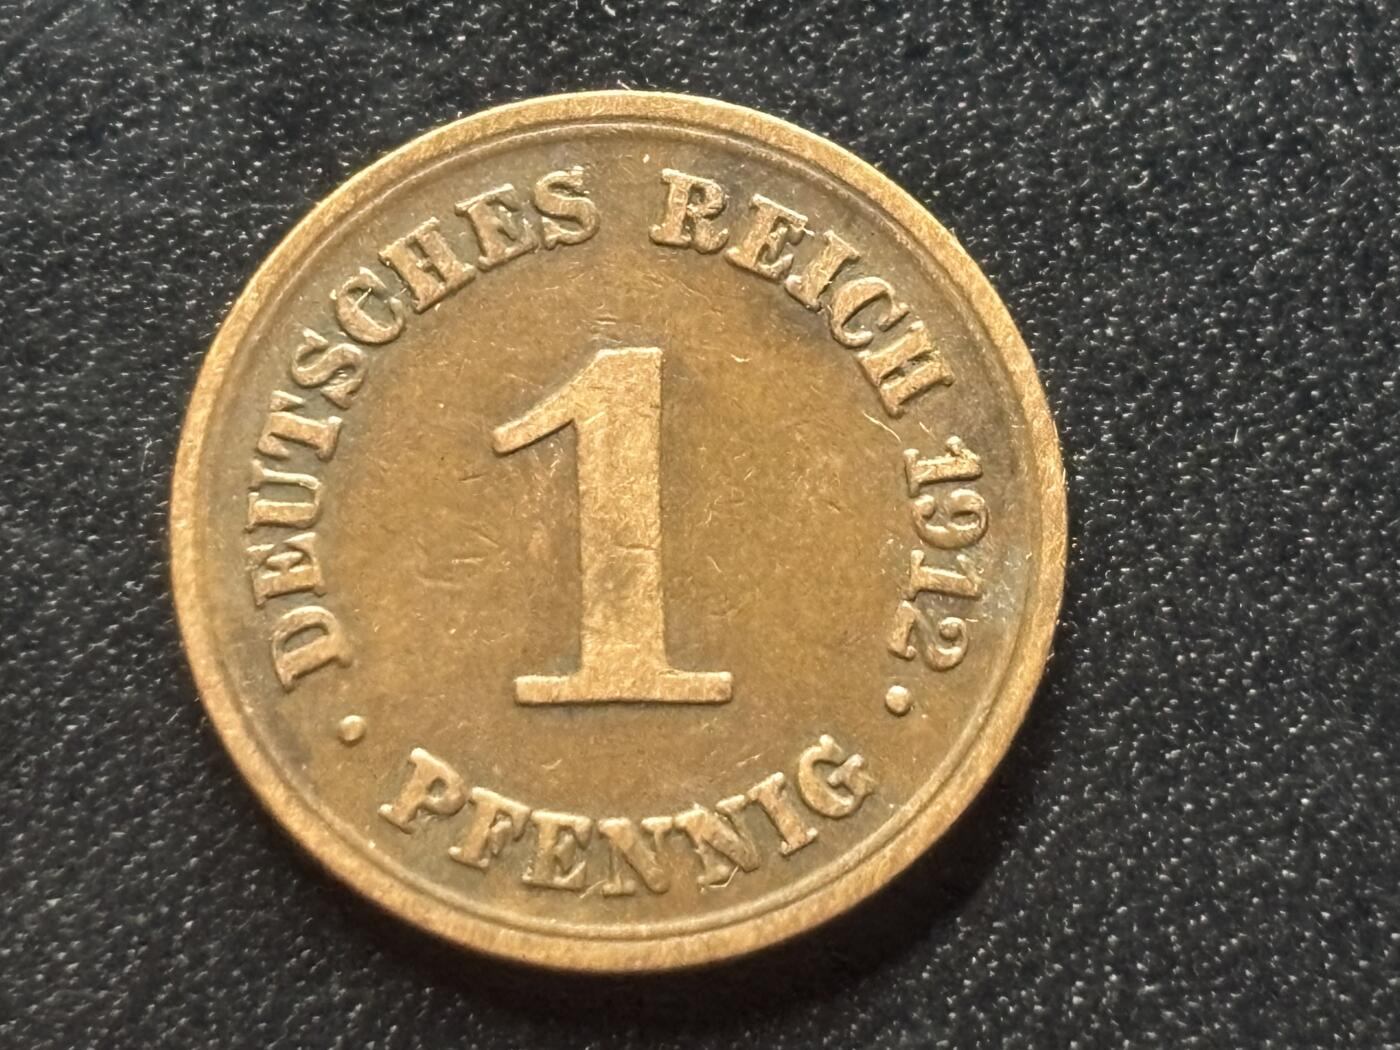 DEUTSCHES REICH 1912
1
• PFENNIG •